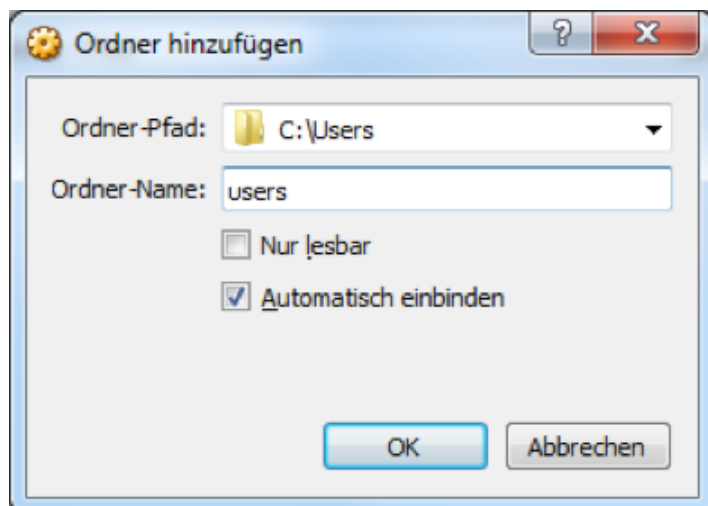 Ordner hinzufügen
Ordner-Pfad: C:\Users
Ordner-Name: users
Nur lesbar
Automatisch einbinden
OK Abbrechen